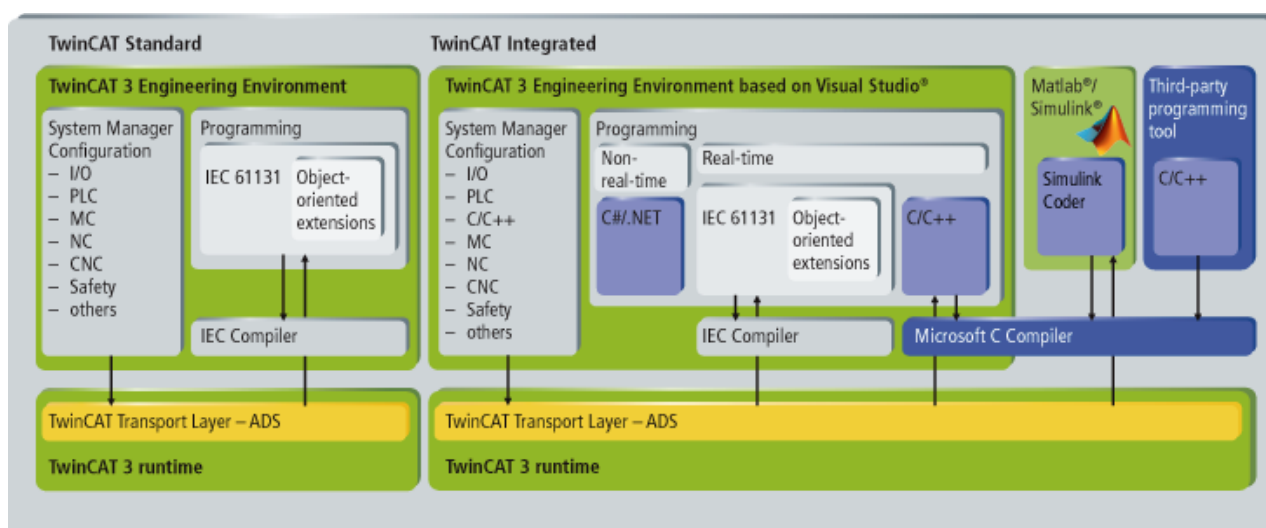 TwinCAT Standard
TwinCAT 3 Engineering Environment
System Manager
Configuration
– I/O
– PLC
– MC
– NC
– CNC
– Safety
– others
Programming
IEC 61131
Object-
oriented
extensions
IEC Compiler
TwinCAT Transport Layer – ADS
TwinCAT 3 runtime
TwinCAT Integrated
TwinCAT 3 Engineering Environment based on Visual Studio®
System Manager
Configuration
– I/O
– PLC
– C/C++
– MC
– NC
– CNC
– Safety
– others
Programming
Non-
real-time
Real-time
C#/.NET
IEC 61131
Object-
oriented
extensions
C/C++
IEC Compiler
Matlab®/
Simulink®
Simulink
Coder
Third-party
programming
tool
C/C++
Microsoft C Compiler
TwinCAT Transport Layer – ADS
TwinCAT 3 runtime